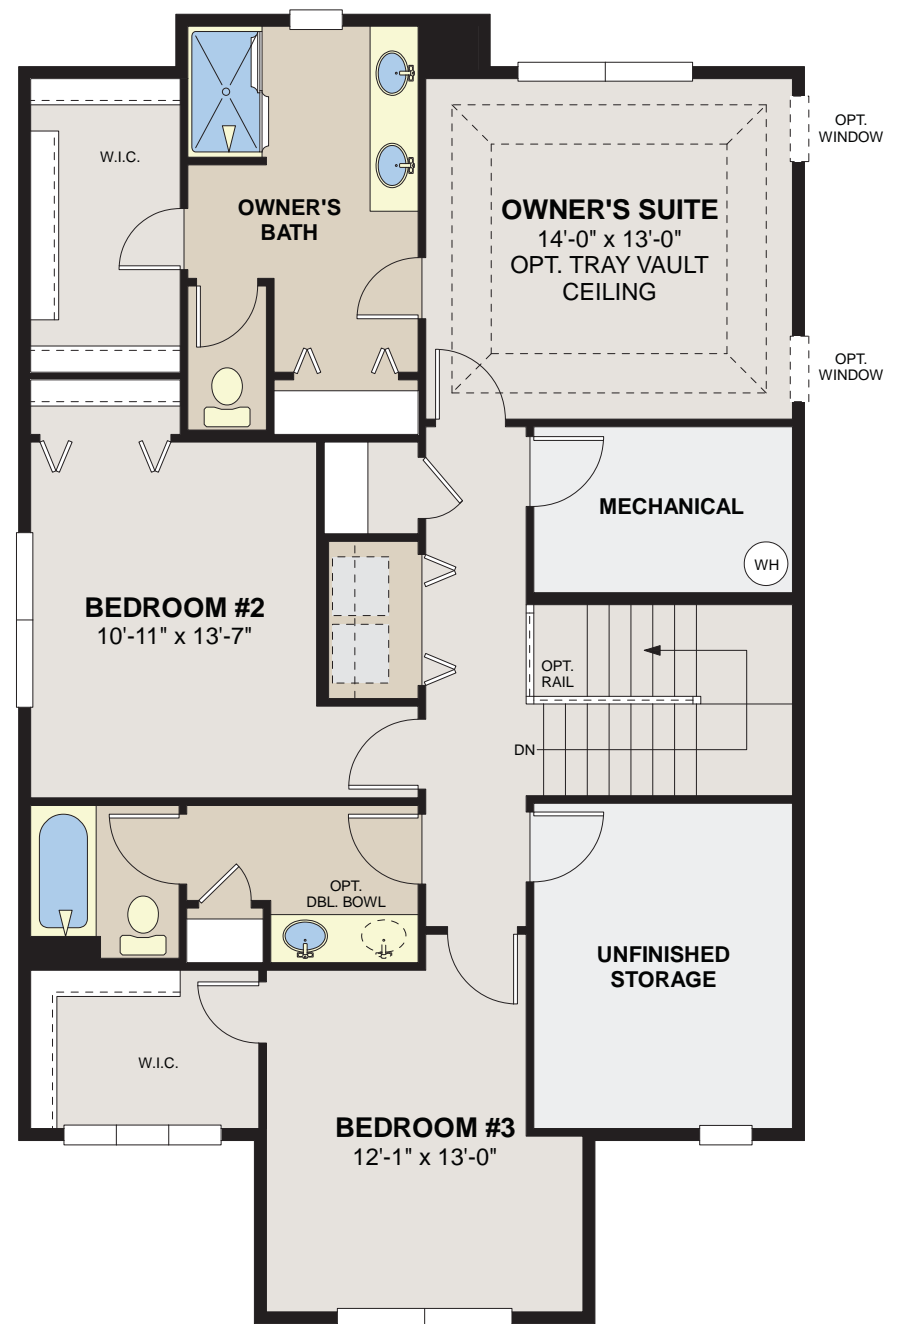 W.I.C.
OPT.
WINDOW
OWNER'S
BATH
OWNER'S SUITE
14'-0" x 13'-0"
OPT. TRAY VAULT
CEILING
OPT.
WINDOW
MECHANICAL
WH
BEDROOM #2
10'-11" x 13'-7"
OPT.
RAIL
DN
OPT.
DBL. BOWL
UNFINISHED
STORAGE
W.I.C.
BEDROOM #3
12'-1" x 13'-0"